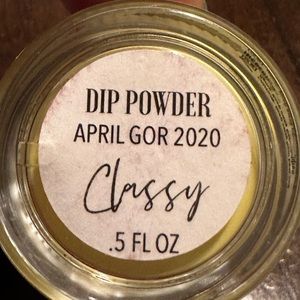 DIP POWDER
APRIL GOR 2020
Classy
.5 FL OZ